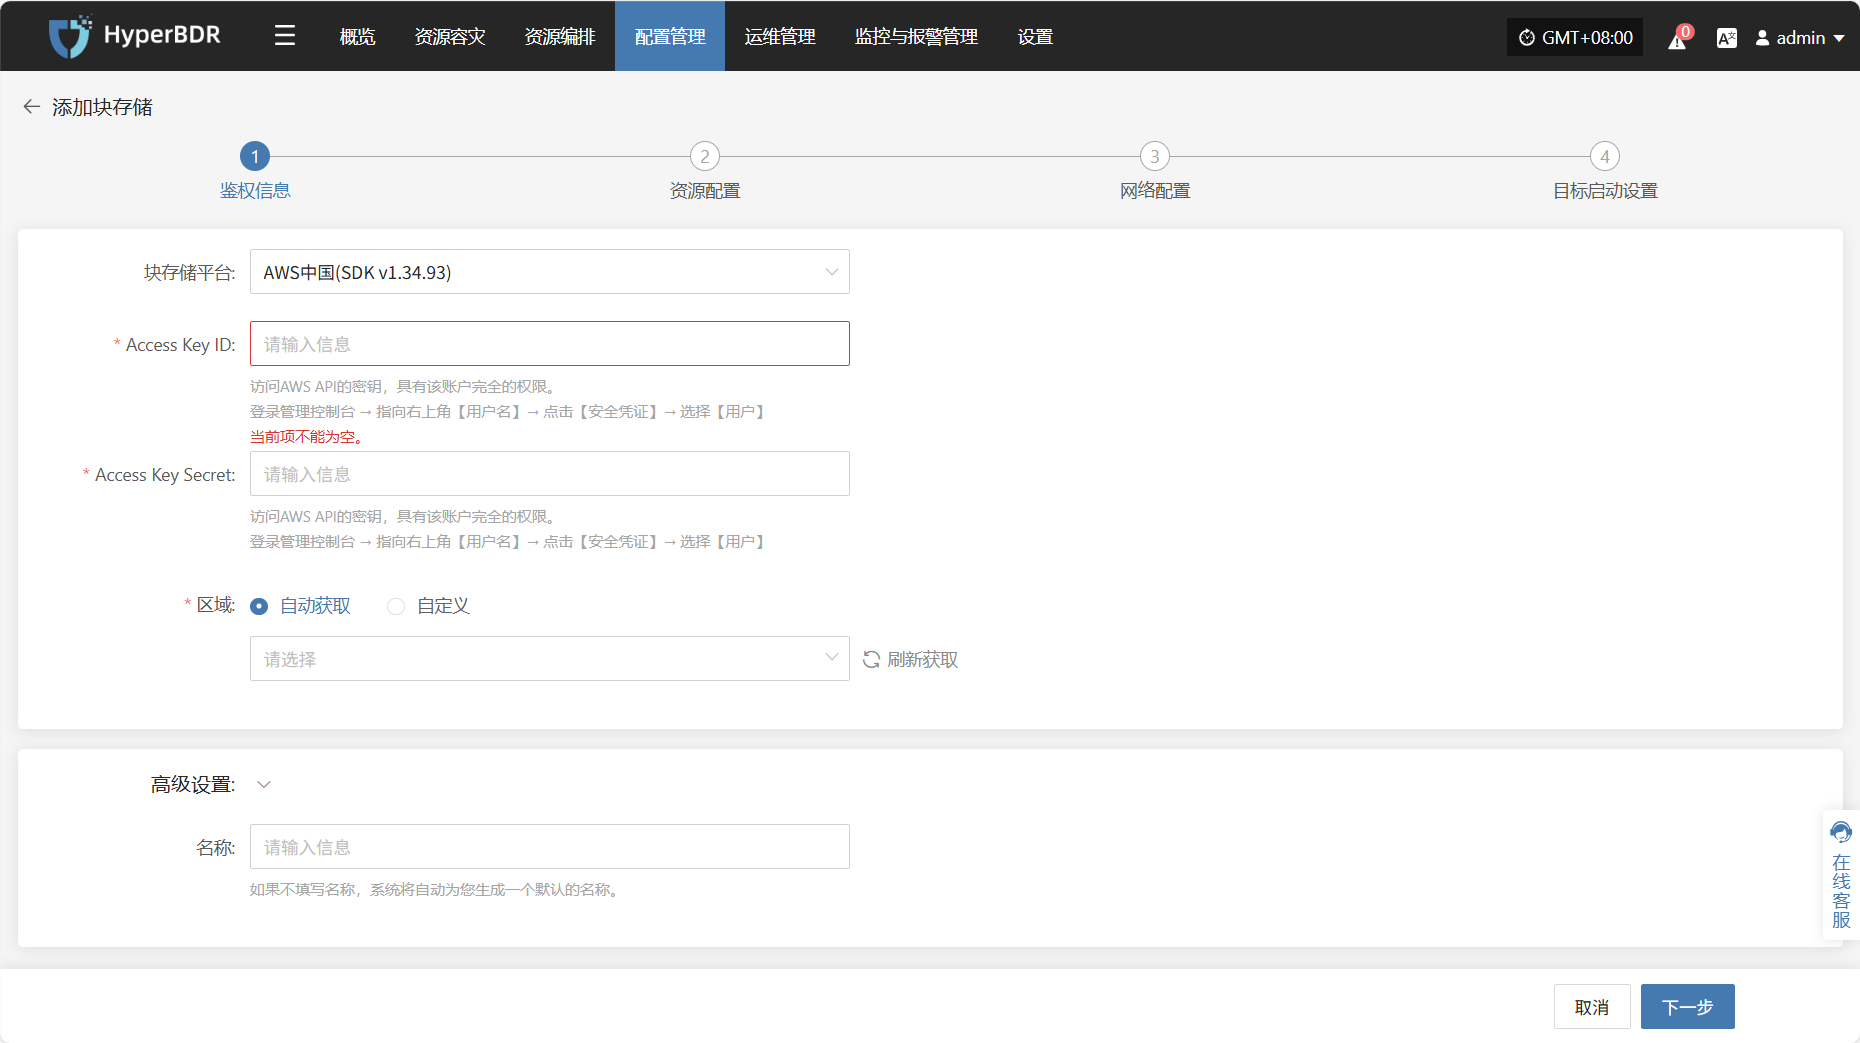 HyperBDR
概览
资源容灾
资源编排
配置管理
运维管理
监控与报警管理
设置
GMT+08:00
0
admin
添加块存储
1
2
3
4
鉴权信息
资源配置
网络配置
目标启动设置
块存储平台:
AWS中国(SDK v1.34.93)
* Access Key ID:
请输入信息
访问AWS API的密钥，具有该账户完全的权限。
登录管理控制台 → 指向右上角【用户名】→ 点击【安全凭证】→ 选择【用户】
当前项不能为空。
* Access Key Secret:
请输入信息
访问AWS API的密钥，具有该账户完全的权限。
登录管理控制台 → 指向右上角【用户名】→ 点击【安全凭证】→ 选择【用户】
* 区域:
自动获取
自定义
请选择
刷新获取
高级设置:
名称:
请输入信息
如果不填写名称，系统将自动为您生成一个默认的名称。
在线客服
取消
下一步